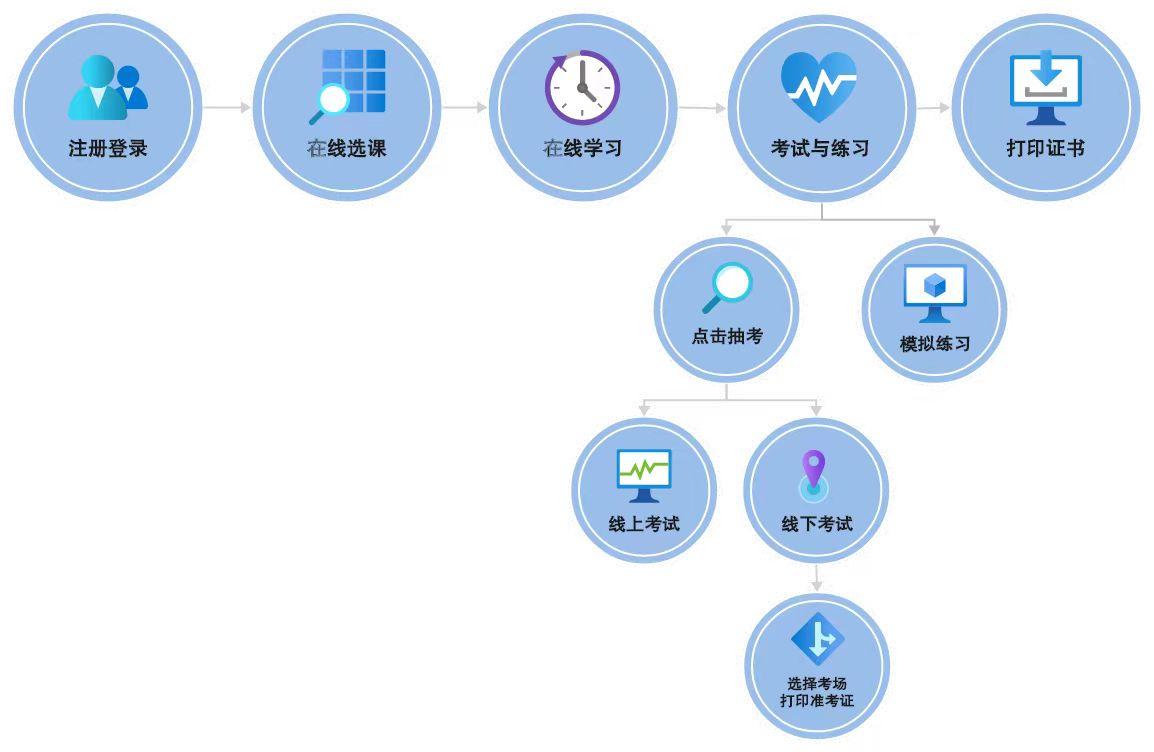 注册登录
在线选课
在线学习
考试与练习
打印证书
点击抽考
模拟练习
线上考试
线下考试
选择考场
打印准考证